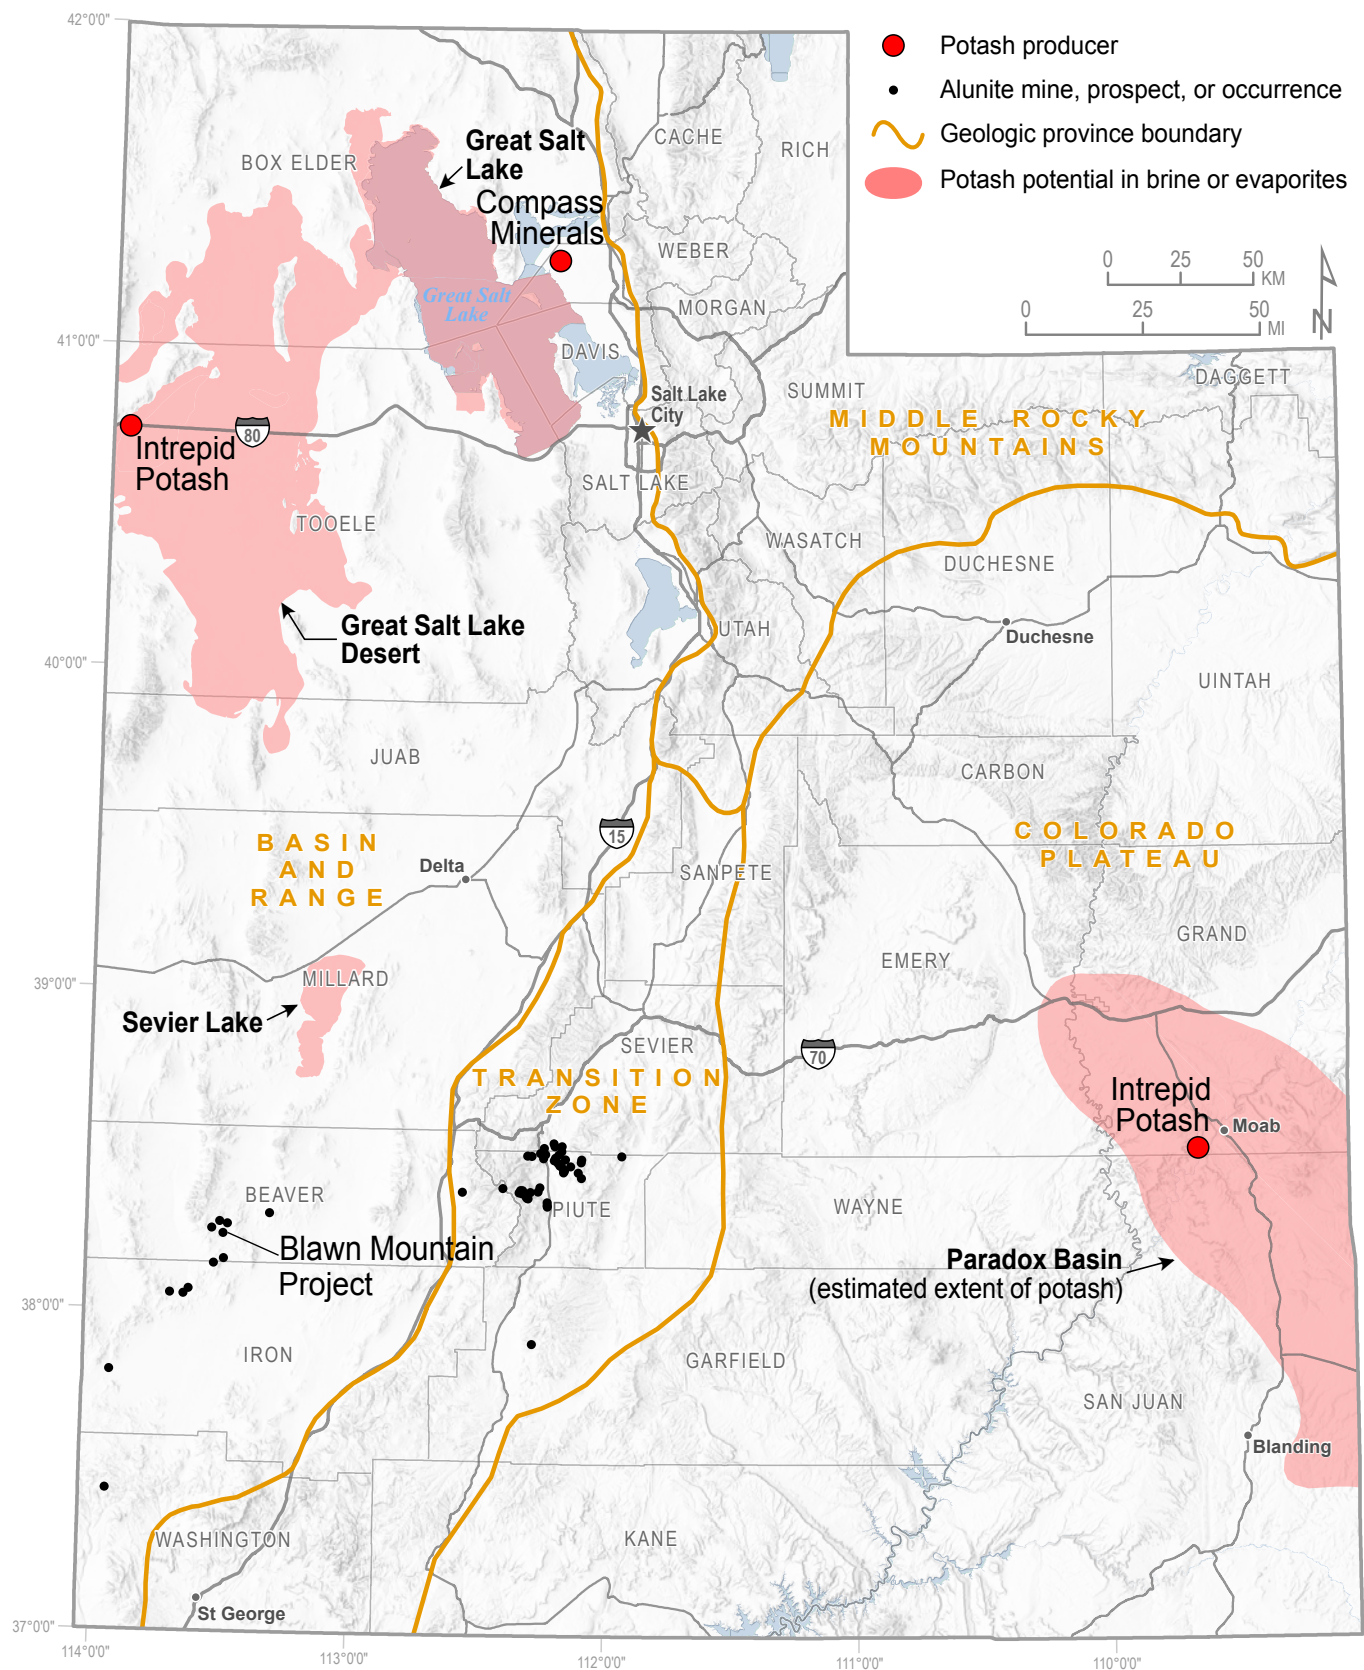 42°0'0"
Potash producer
Alunite mine, prospect, or occurrence
Geologic province boundary
Potash potential in brine or evaporites
0 25 50
KM
0 25 50
MI
N
CACHE
RICH
BOX ELDER
Great Salt
Lake
Compass
Minerals
WEBER
Great Salt
Lake
MORGAN
41°0'0"
DAVIS
DAGGETT
SUMMIT
Salt Lake
City
MIDDLE ROCKY
MOUNTAINS
80
Intrepid
Potash
SALT LAKE
TOOELE
WASATCH
DUCHESNE
Great Salt Lake
Desert
UTAH
Duchesne
40°0'0"
UINTAH
JUAB
CARBON
BASIN
AND
RANGE
15
COLORADO
PLATEAU
Delta
SANPETE
GRAND
EMERY
39°0'0"
MILLARD
Sevier Lake
SEVIER
70
TRANSITION
ZONE
Intrepid
Potash
Moab
BEAVER
PIUTE
WAYNE
Blawn Mountain
Project
Paradox Basin
(estimated extent of potash)
38°0'0"
IRON
GARFIELD
SAN JUAN
Blanding
WASHINGTON
KANE
St George
37°0'0"
114°0'0"
113°0'0"
112°0'0"
111°0'0"
110°0'0"